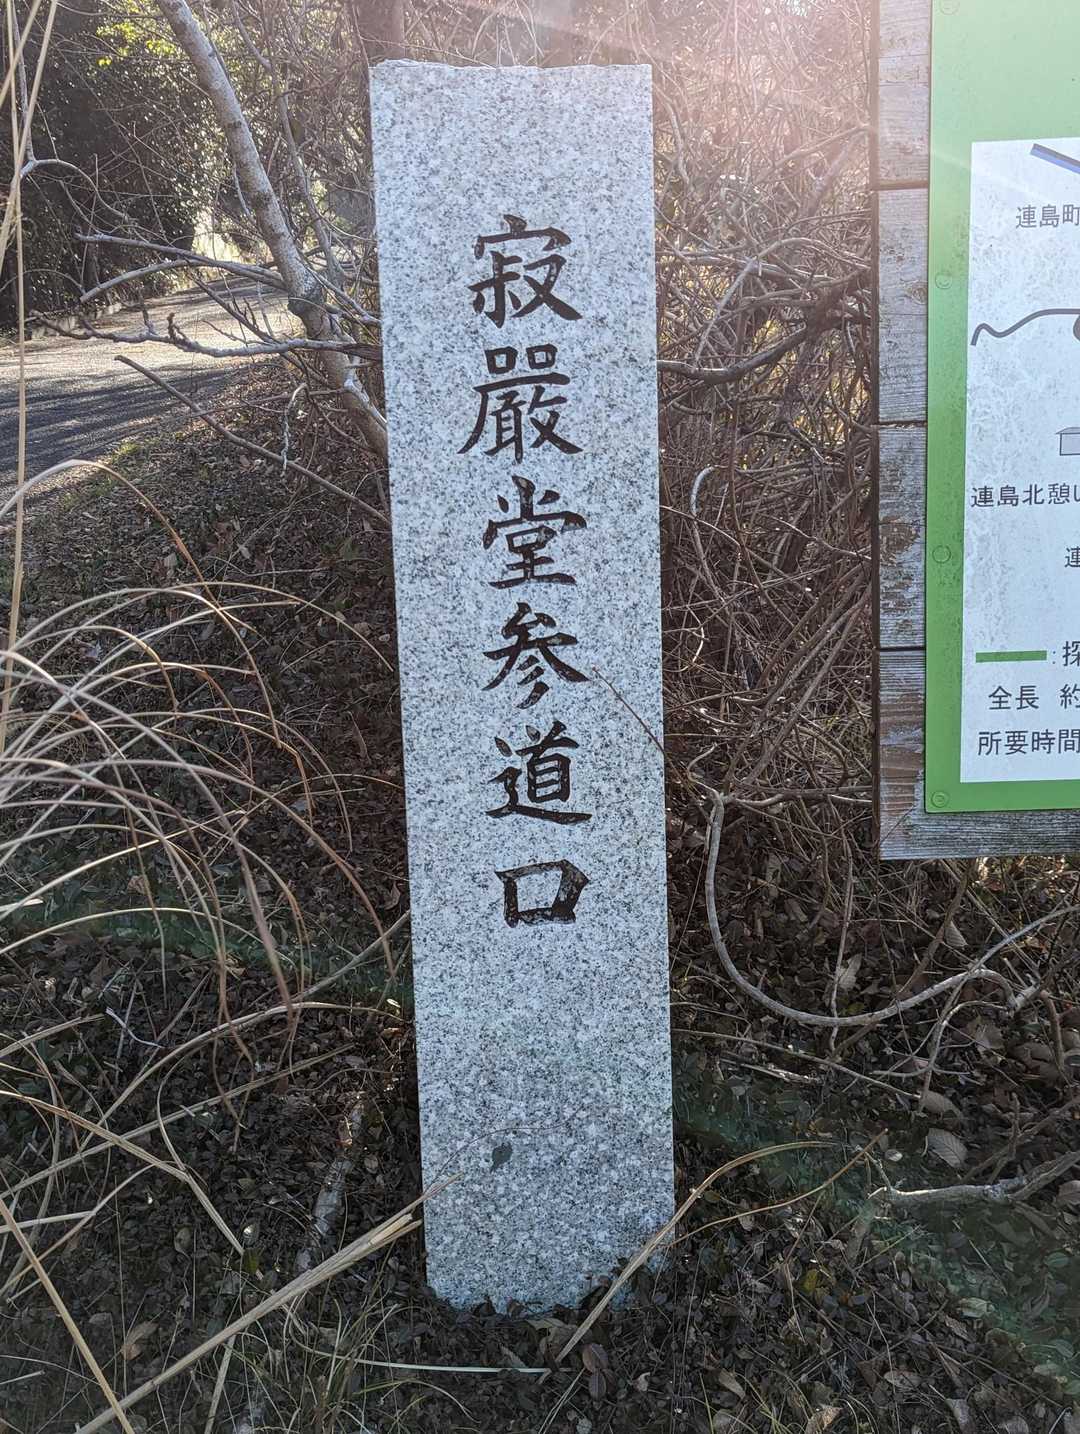 寂嚴堂参道口
連島町
連島北憩い
連
:探
全長 約
所要時間